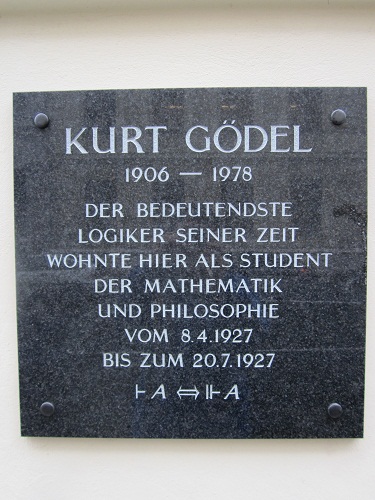 KURT GÖDEL
1906 — 1978
DER BEDEUTENDSTE
LOGIKER SEINER ZEIT
WOHNTE HIER ALS STUDENT
DER MATHEMATIK
UND PHILOSOPHIE
VOM 8.4.1927
BIS ZUM 20.7.1927
⊢ A ⇔ ⊩ A